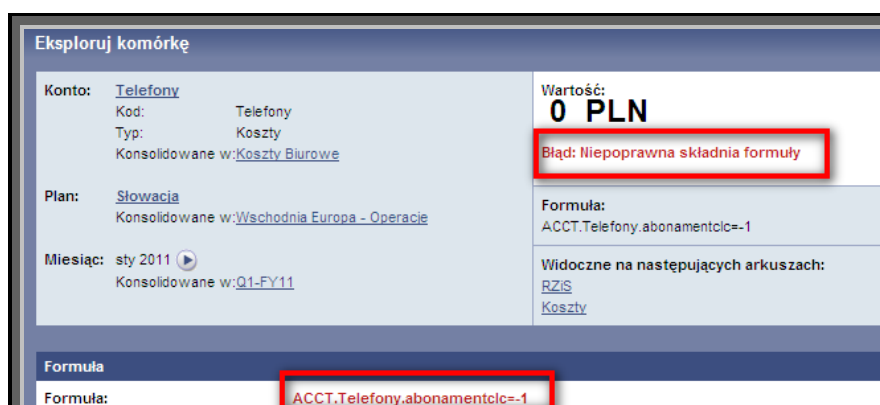 Eksploruj komórkę
Konto: Telefony
Kod: Telefony
Typ: Koszty
Konsolidowane w:Koszty Biurowe
Plan: Słowacja
Konsolidowane w:Wschodnia Europa - Operacje
Miesiąc: sty 2011
Konsolidowane w:Q1-FY11
Wartość:
0 PLN
Błąd: Niepoprawna składnia formuły
Formuła:
ACCT.Telefony.abonamentclc=-1
Widoczne na następujących arkuszach:
RZiS
Koszty
Formuła
Formuła: ACCT.Telefony.abonamentclc=-1